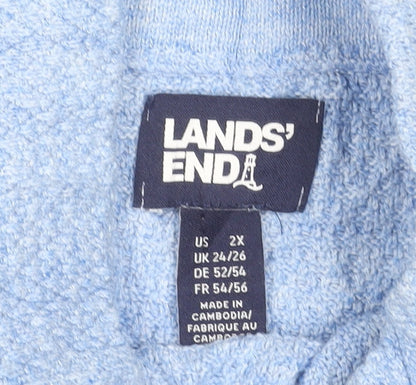 LANDS'
END
US 2X
UK 24/26
DE 52/54
FR 54/56
MADE IN
CAMBODIA/
FABRIQUE AU